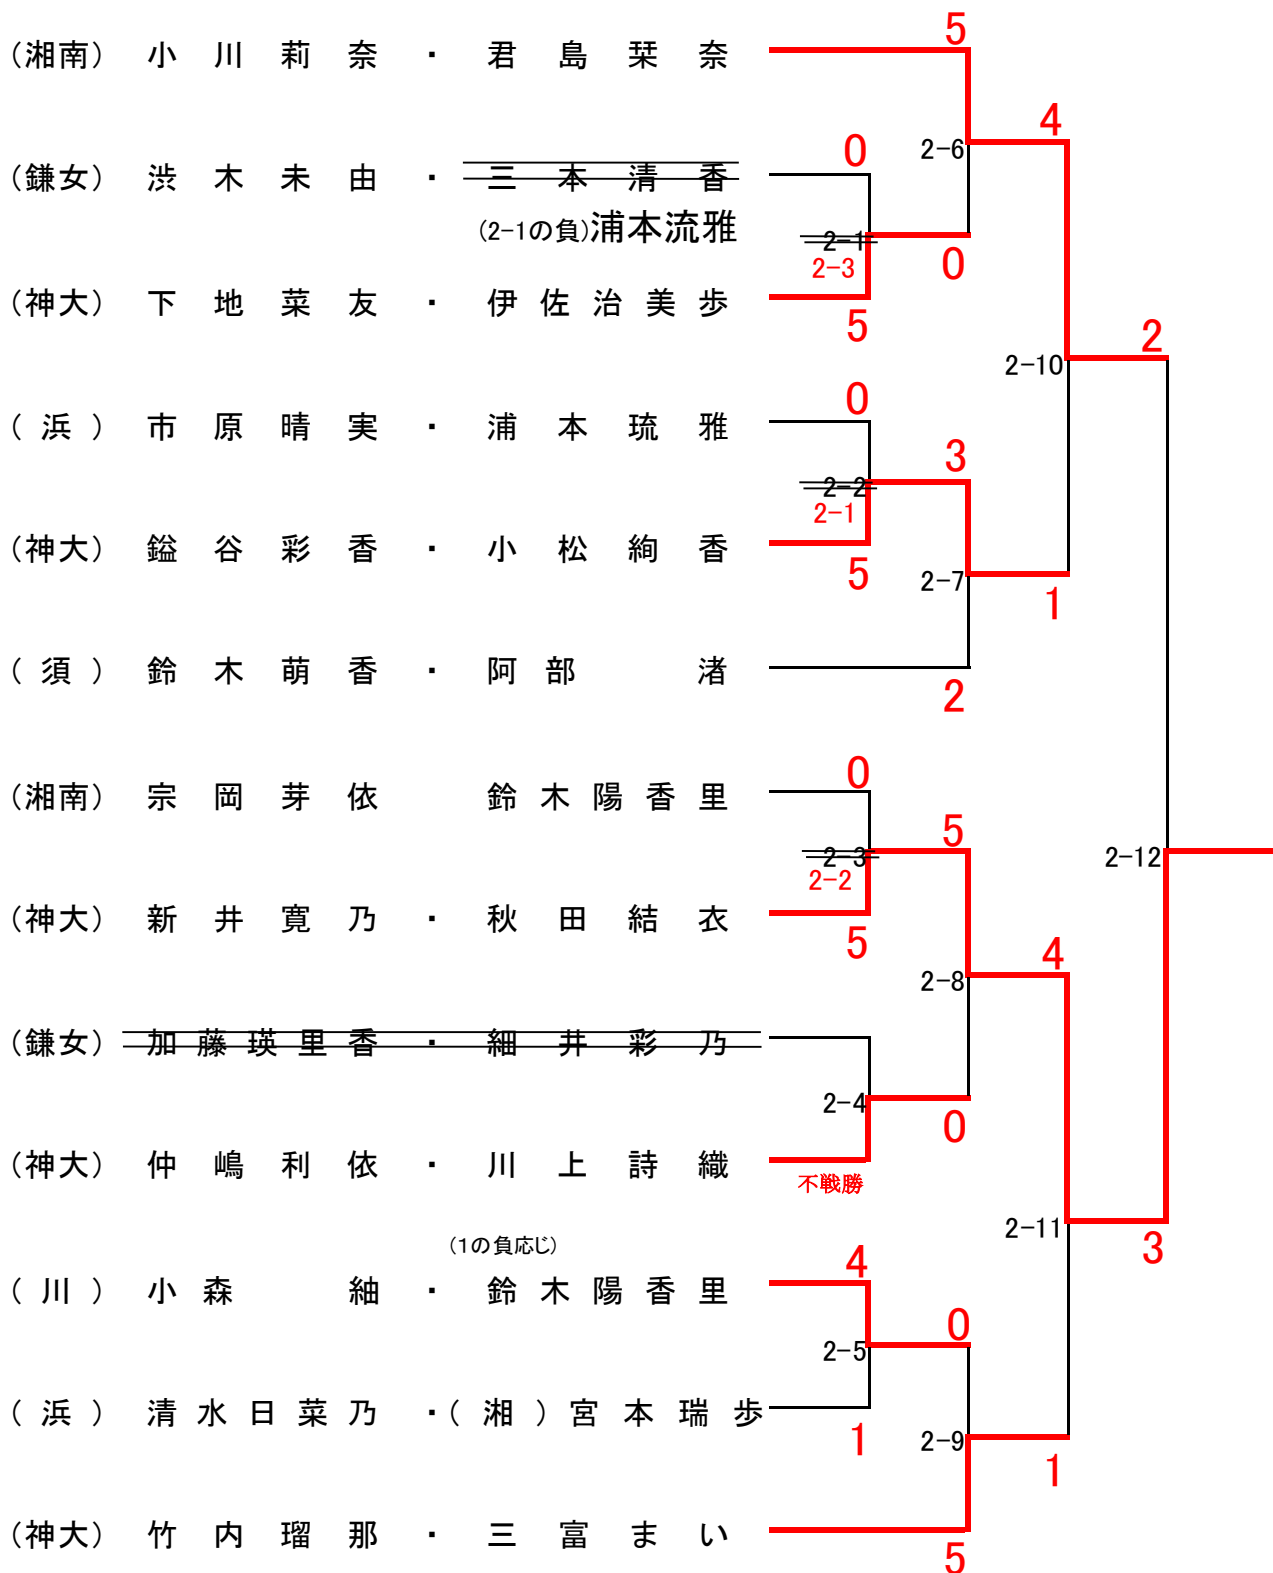 5
(湘南) 小川莉奈・君島栞奈
4
0
2-6
(鎌女) 渋木未由・三本清香
(2-1の負)浦本流雅
2-1
2-3
0
(神大) 下地菜友・伊佐治美歩
5
2
2-10
0
(浜) 市原晴実・浦本琉雅
3
2-2
2-1
(神大) 鎰谷彩香・小松絢香
5
2-7
1
(須) 鈴木萌香・阿部 渚
2
0
(湘南) 宗岡芽依 鈴木陽香里
5
2-3
2-12
2-2
(神大) 新井寛乃・秋田結衣
5
4
2-8
(鎌女) 加藤瑛里香・細井彩乃
2-4
0
(神大) 仲嶋利依・川上詩織
不戦勝
2-11
(1の負応じ)
4
3
(川) 小森 紬・鈴木陽香里
0
2-5
(浜) 清水日菜乃・(湘)宮本瑞歩
1
2-9
1
(神大) 竹内瑠那・三富まい
5